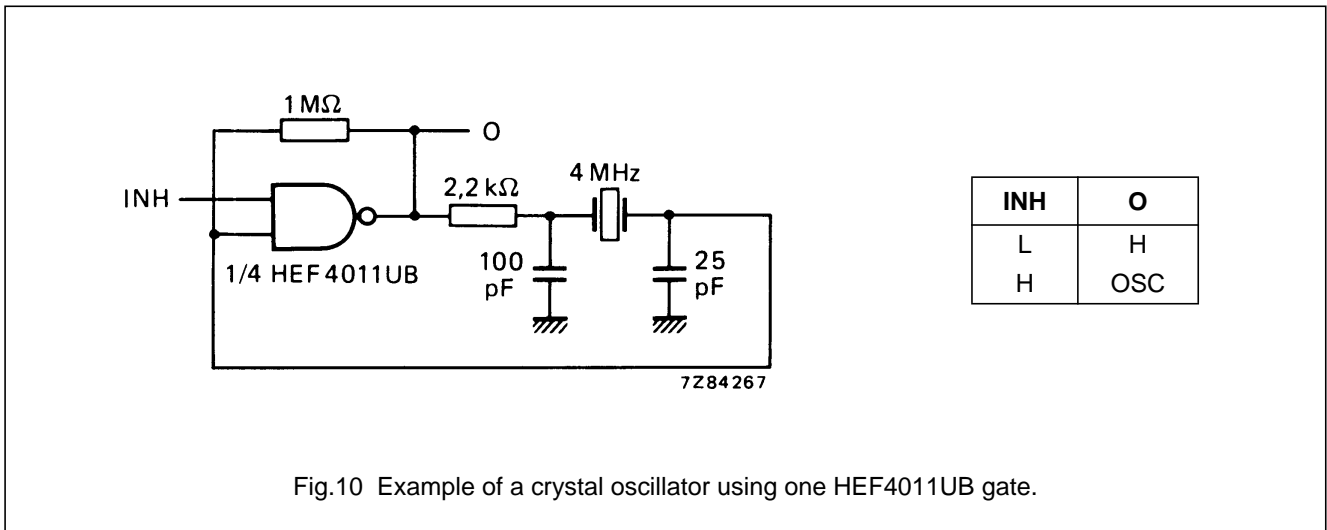 1 MΩ
O
INH
2,2 kΩ
4 MHz
1/4 HEF4011UB
100
pF
25
pF
7Z84267
INH O
L H
H OSC
Fig.10 Example of a crystal oscillator using one HEF4011UB gate.